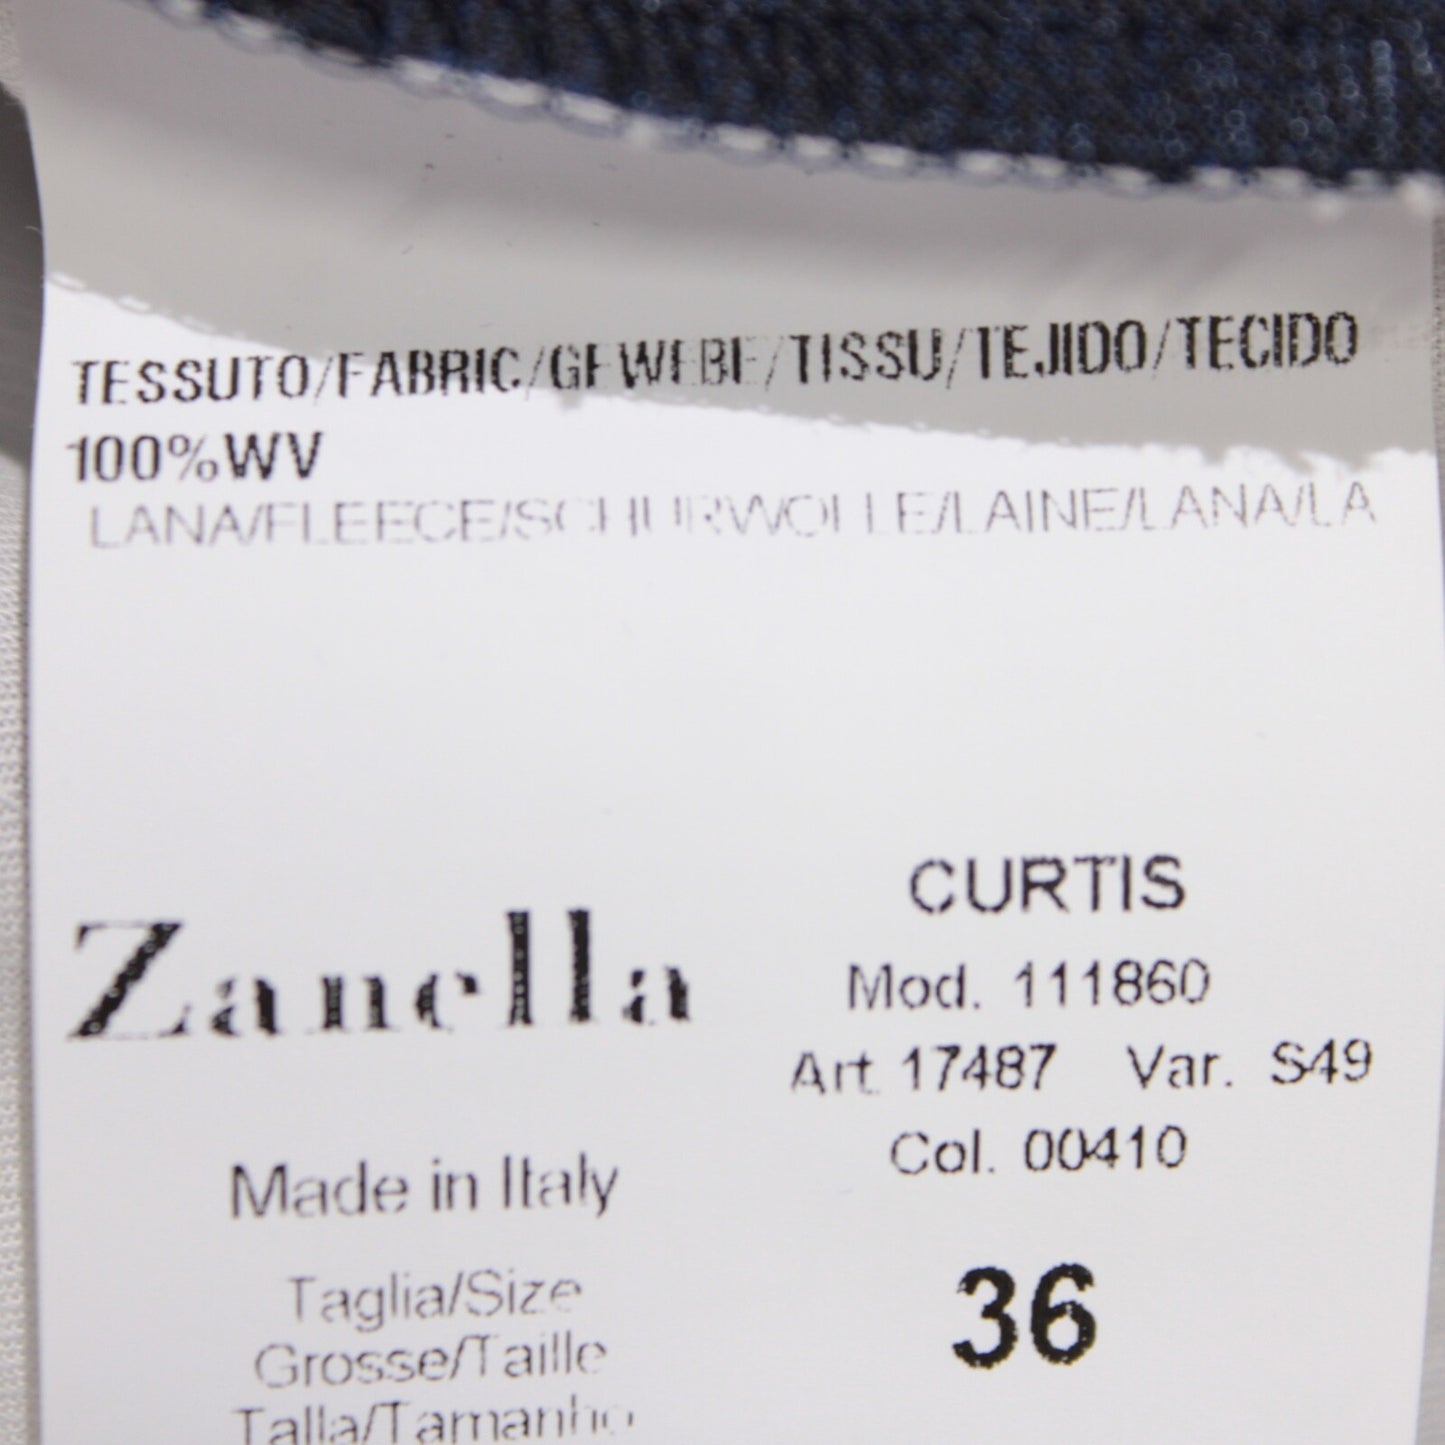 TESSUTO/FABRIC/GEWEBE/TISSU/TEJIDO/TECIDO
100%WV
LANA/FLEECE/SCHURWOLLE/LAINE/LANA/LA
Zanella
CURTIS
Mod. 111860
Art. 17487 Var. S49
Col. 00410
Made in Italy
36
Taglia/Size
Grosse/Taille
Talla/Tamanho